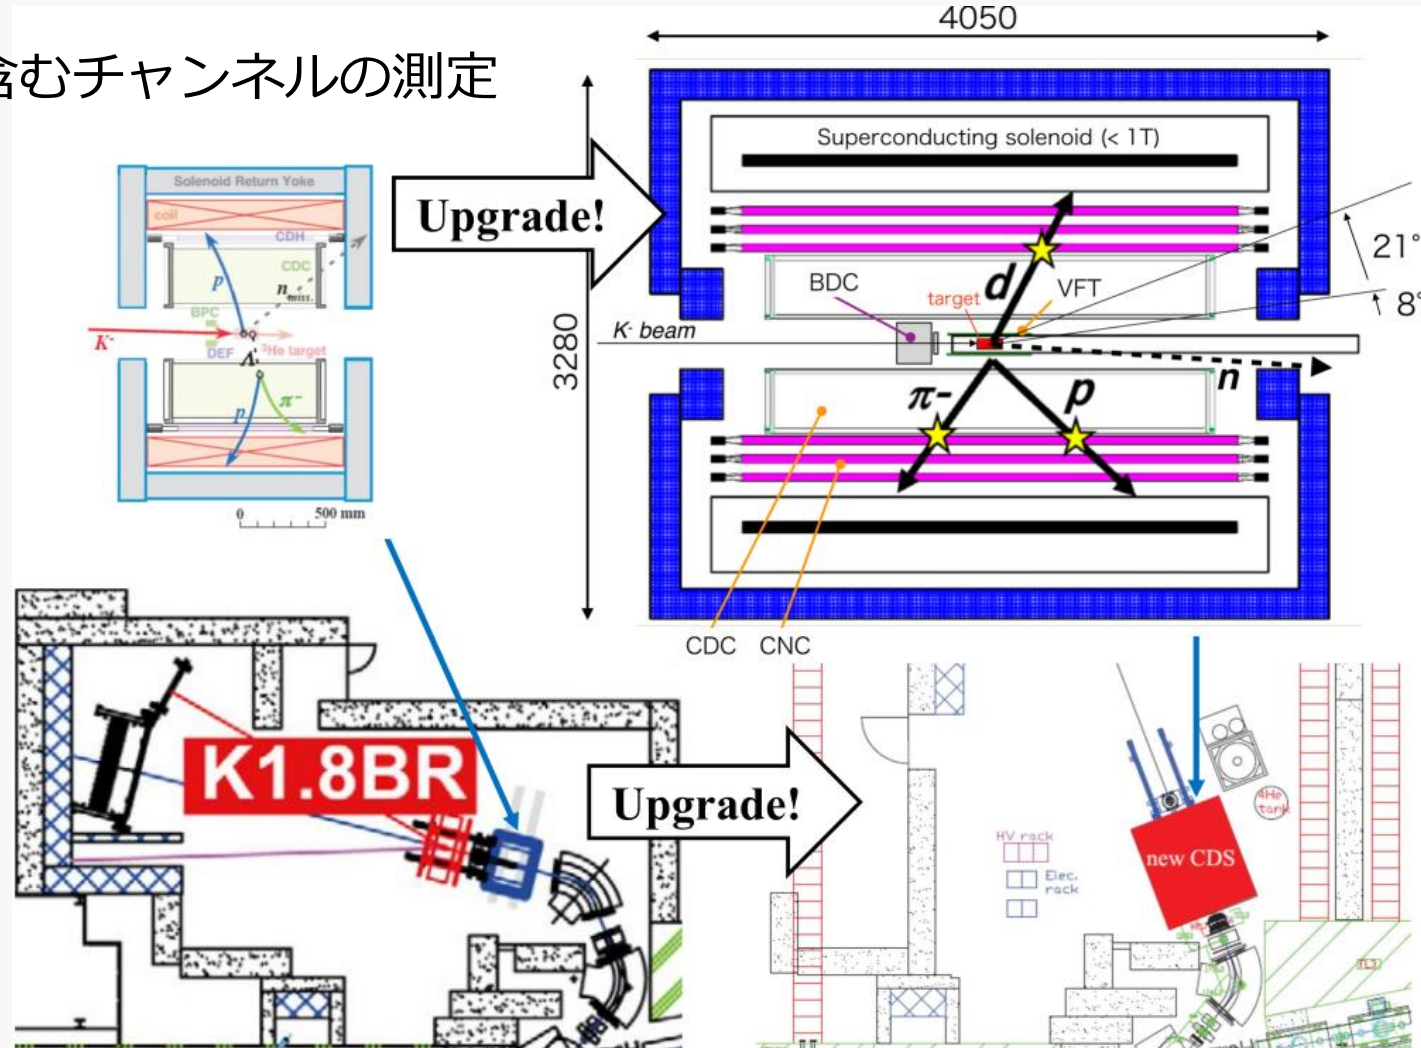 含むチャンネルの測定
4050
3280
Superconducting solenoid (< 1T)
Solenoid Return Yoke
coil
CDH
CDC
p
n miss.
BPC
K-
DEF
³He target
Λ
p
π−
0 500 mm
Upgrade!
BDC
target
d
VFT
21°
8°
K- beam
n
π-
p
CDC CNC
K1.8BR
Upgrade!
HV rack
Elec.
rack
4He
tank
new CDS